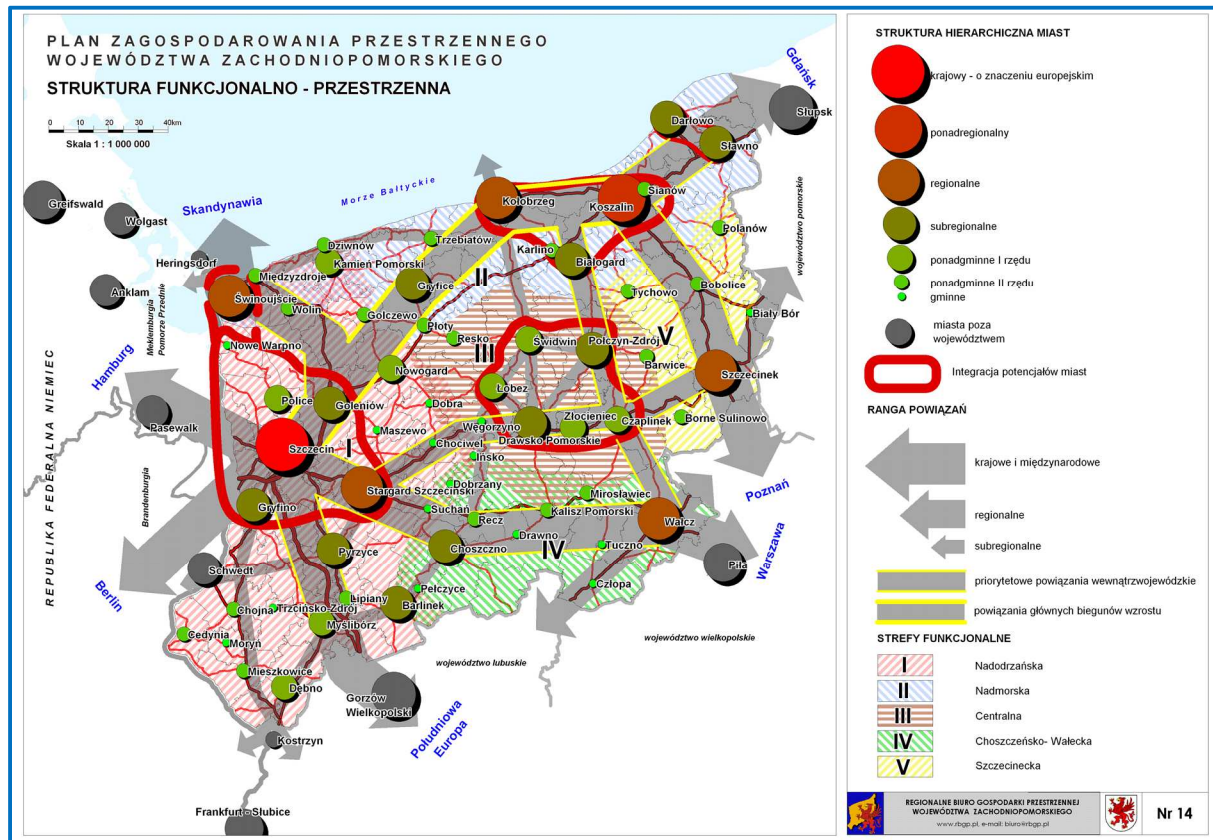 PLAN ZAGOSPODAROWANIA PRZESTRZENNEGO
WOJEWÓDZTWA ZACHODNIOPOMORSKIEGO
STRUKTURA FUNKCJONALNO - PRZESTRZENNA
0 5 10 20 30 40km
Skala 1 : 1 000 000
Gdańsk
Słupsk
Darłowo
Sławno
Greifswald
Wolgast
Skandynawia
Morze Bałtyckie
Kołobrzeg
Koszalin
Sianów
Polanów
województwo pomorskie
Heringsdorf
Dziwnów
Trzebiatów
Karlino
Białogard
Międzyzdroje
Kamień Pomorski
Gryfice
II
Tychowo
Bobolice
Anklam
Świnoujście
Wolin
Golczewo
Płoty
Biały Bór
Meklemburgia
Pomorze Przednie
Nowe Warpno
Resko
III
Świdwin
Połczyn-Zdrój
V
Barwice
Szczecinek
Hamburg
Nowogard
Łobez
Police
Goleniów
Dobra
Węgorzyno
Złocieniec
Czaplinek
Borne Sulinowo
Pasewalk
Szczecin
I
Maszewo
Chociwel
Drawsko Pomorskie
Ińsko
REPUBLIKA FEDERALNA NIEMIEC
Brandenburgia
Stargard Szczeciński
Dobrzany
Mirosławiec
Poznań
Gryfino
Suchań
Recz
Kalisz Pomorski
Wałcz
Pyrzyce
Choszczno
Drawno
IV
Tuczno
Warszawa
Piła
Schwedt
Berlin
Pełczyce
Człopa
Chojna
Trzcińsko-Zdrój
Lipiany
Barlinek
Cedynia
Moryń
Myślibórz
województwo wielkopolskie
Mieszkowice
Dębno
województwo lubuskie
Gorzów
Wielkopolski
Południowa
Europa
Kostrzyn
Frankfurt - Słubice
STRUKTURA HIERARCHICZNA MIAST
krajowy - o znaczeniu europejskim
ponadregionalny
regionalne
subregionalne
ponadgminne I rzędu
ponadgminne II rzędu
gminne
miasta poza
województwem
Integracja potencjałów miast
RANGA POWIĄZAŃ
krajowe i międzynarodowe
regionalne
subregionalne
priorytetowe powiązania wewnątrzwojewódzkie
powiązania głównych biegunów wzrostu
STREFY FUNKCJONALNE
I Nadodrzańska
II Nadmorska
III Centralna
IV Choszczeńsko- Wałecka
V Szczecinecka
REGIONALNE BIURO GOSPODARKI PRZESTRZENNEJ
WOJEWÓDZTWA ZACHODNIOPOMORSKIEGO
www.rbgp.pl, e-mail: biuro@rbgp.pl
Nr 14